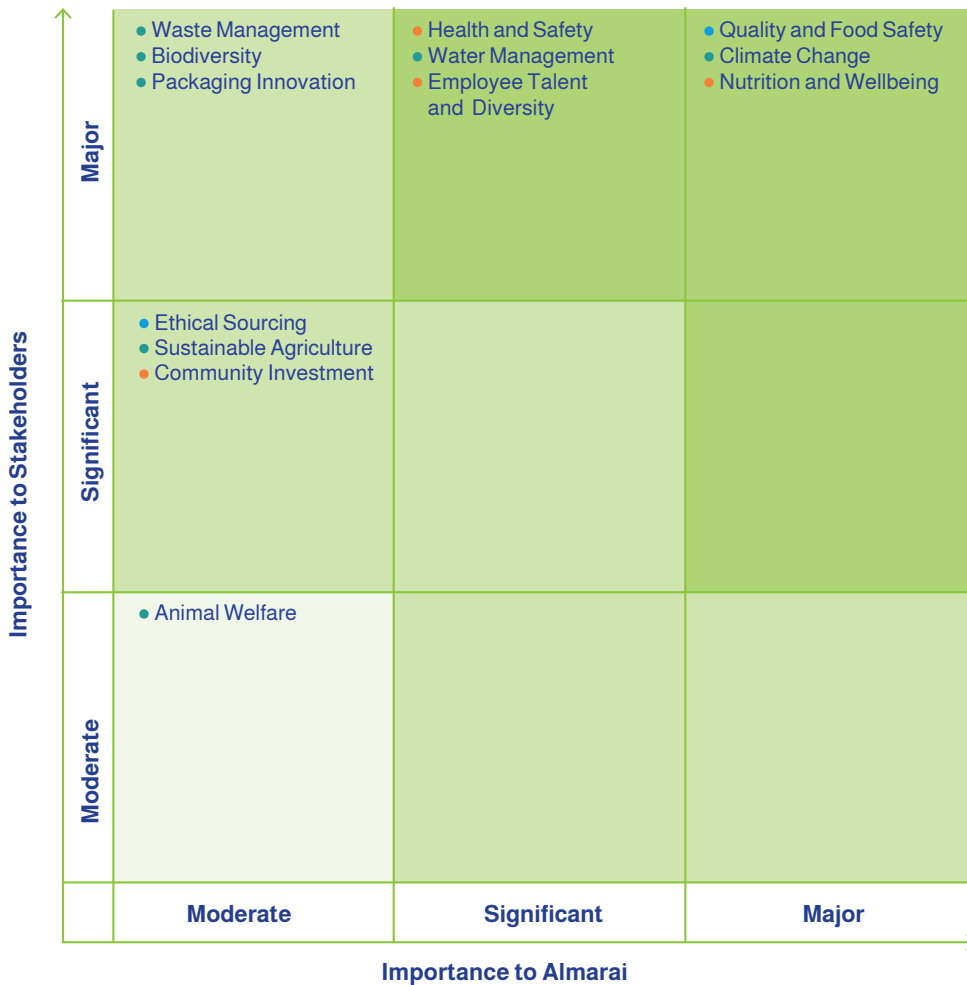 Importance to Stakeholders
Major
Waste Management
Biodiversity
Packaging Innovation
Health and Safety
Water Management
Employee Talent
and Diversity
Quality and Food Safety
Climate Change
Nutrition and Wellbeing
Significant
Ethical Sourcing
Sustainable Agriculture
Community Investment
Moderate
Animal Welfare
Moderate
Significant
Major
Importance to Almarai